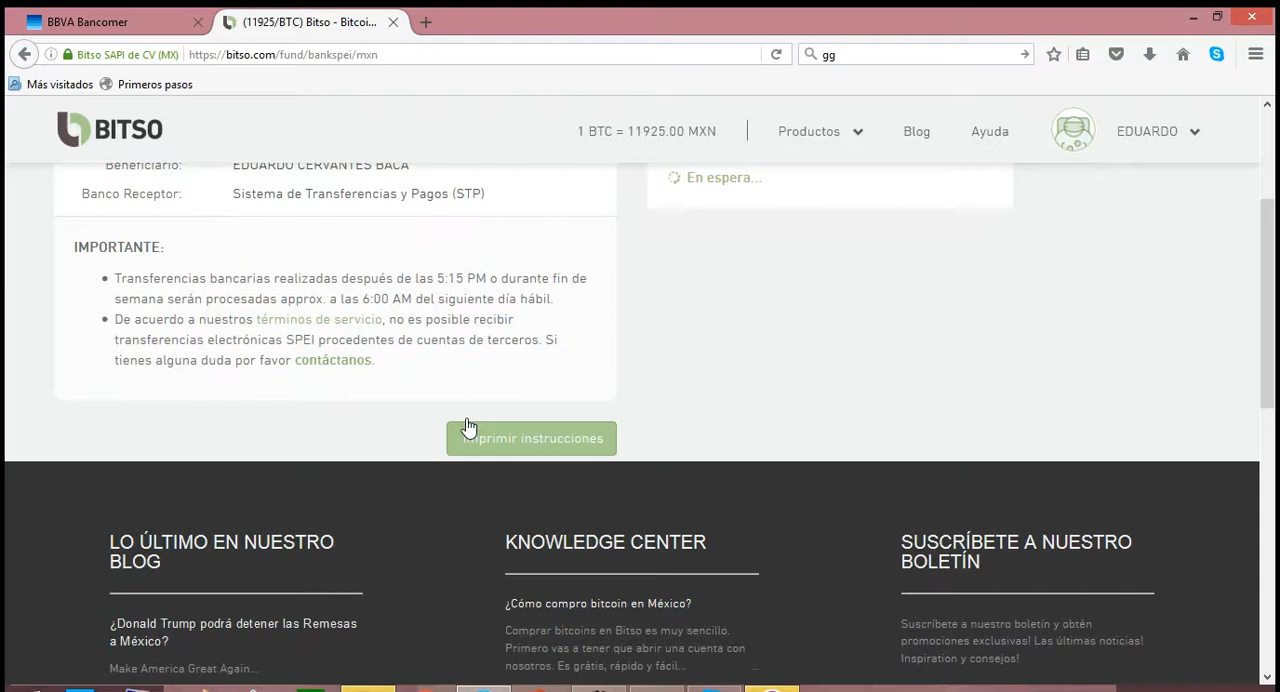 BBVA Bancomer
(11925/BTC) Bitso - Bitcoi...
Bitso SAPI de CV (MX)
https://bitso.com/fund/bankspei/mxn
gg
Más visitados
Primeros pasos
BITSO
1 BTC = 11925.00 MXN
Productos
Blog
Ayuda
EDUARDO
Beneficiario: EDUARDO CERVANTES BACA
Banco Receptor: Sistema de Transferencias y Pagos (STP)
En espera...
IMPORTANTE:
Transferencias bancarias realizadas después de las 5:15 PM o durante fin de
semana serán procesadas approx. a las 6:00 AM del siguiente día hábil.
De acuerdo a nuestros términos de servicio, no es posible recibir
transferencias electrónicas SPEI procedentes de cuentas de terceros. Si
tienes alguna duda por favor contáctanos.
Imprimir instrucciones
LO ÚLTIMO EN NUESTRO
BLOG
¿Donald Trump podrá detener las Remesas
a México?
Make America Great Again...
KNOWLEDGE CENTER
¿Cómo compro bitcoin en México?
Comprar bitcoins en Bitso es muy sencillo.
Primero vas a tener que abrir una cuenta con
nosotros. Es gratis, rápido y fácil...
...
SUSCRÍBETE A NUESTRO
BOLETÍN
Suscríbete a nuestro boletín y obtén
promociones exclusivas! Las últimas noticias!
Inspiration y consejos!